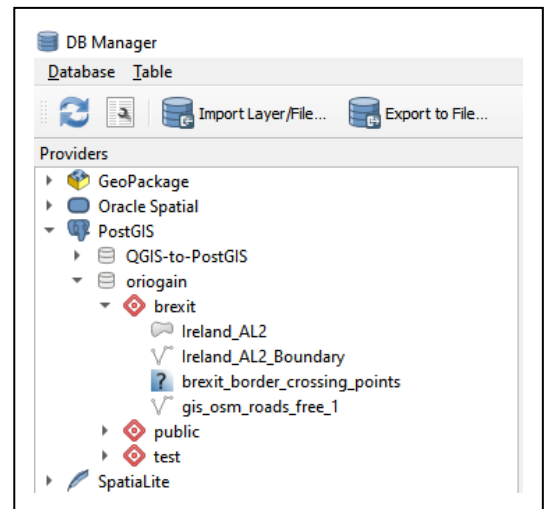 DB Manager
Database Table
Import Layer/File... Export to File...
Providers
GeoPackage
Oracle Spatial
PostGIS
QGIS-to-PostGIS
oriogain
brexit
Ireland_AL2
Ireland_AL2_Boundary
? brexit_border_crossing_points
gis_osm_roads_free_1
public
test
SpatiaLite